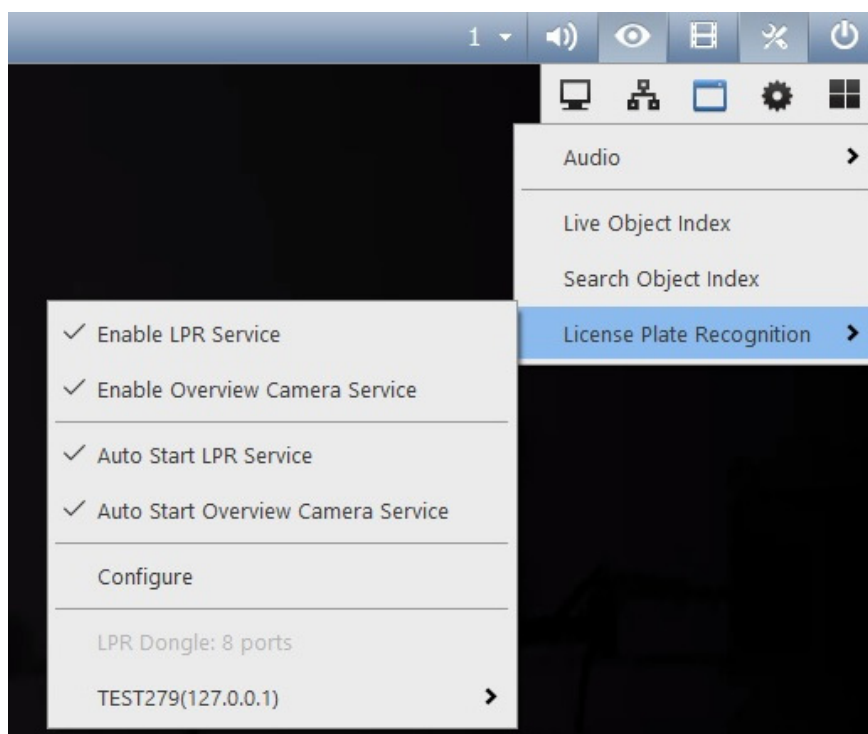 1
Audio
Live Object Index
Search Object Index
License Plate Recognition
Enable LPR Service
Enable Overview Camera Service
Auto Start LPR Service
Auto Start Overview Camera Service
Configure
LPR Dongle: 8 ports
TEST279(127.0.0.1)